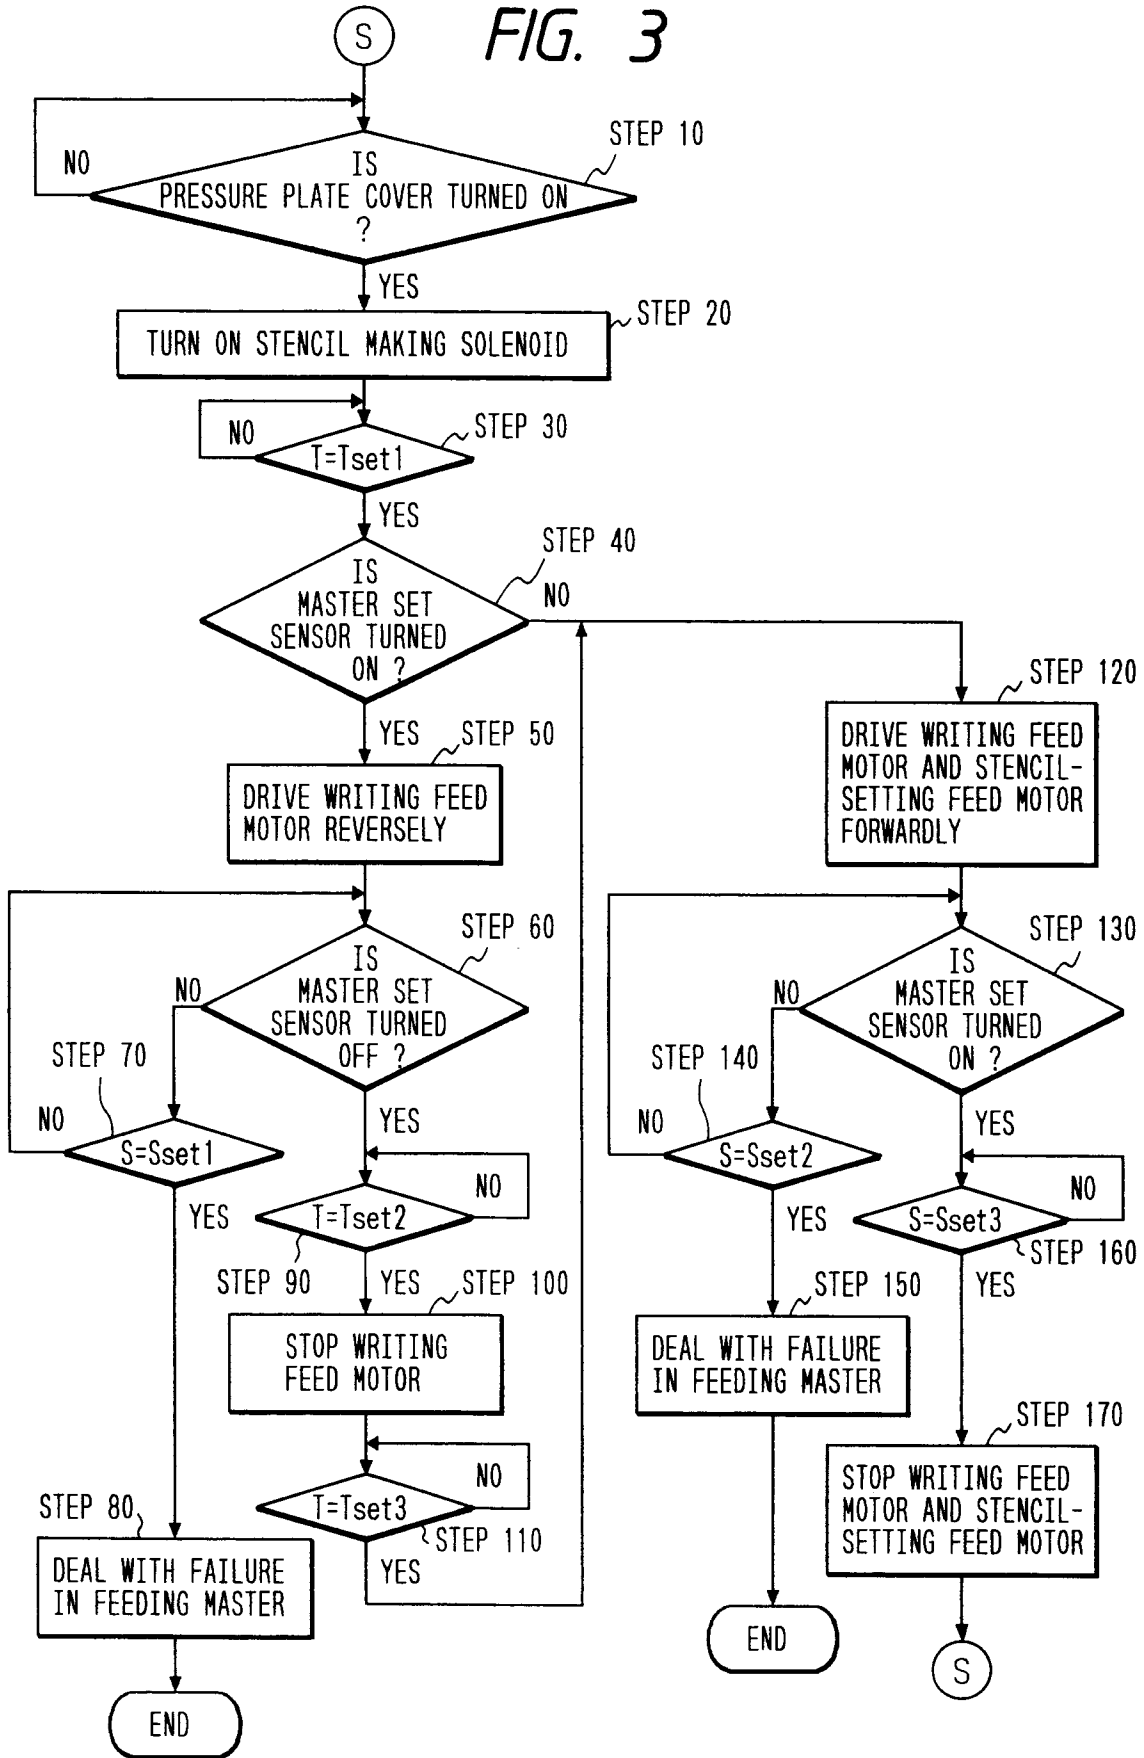 FIG. 3
S
STEP 10
NO
IS
PRESSURE PLATE COVER TURNED ON
?
YES
STEP 20
TURN ON STENCIL MAKING SOLENOID
STEP 30
NO
T=Tset1
YES
STEP 40
IS
MASTER SET
SENSOR TURNED
ON ?
NO
YES
STEP 50
DRIVE WRITING FEED
MOTOR REVERSELY
STEP 60
IS
MASTER SET
SENSOR TURNED
OFF ?
NO
STEP 70
NO
S=Sset1
YES
YES
NO
T=Tset2
STEP 90
YES
STEP 100
STOP WRITING
FEED MOTOR
NO
T=Tset3
STEP 110
YES
STEP 80
DEAL WITH FAILURE
IN FEEDING MASTER
END
STEP 120
DRIVE WRITING FEED
MOTOR AND STENCIL-
SETTING FEED MOTOR
FORWARDLY
STEP 130
IS
MASTER SET
SENSOR TURNED
ON ?
NO
STEP 140
NO
S=Sset2
YES
YES
NO
S=Sset3
STEP 160
YES
STEP 150
DEAL WITH FAILURE
IN FEEDING MASTER
END
STEP 170
STOP WRITING FEED
MOTOR AND STENCIL-
SETTING FEED MOTOR
S